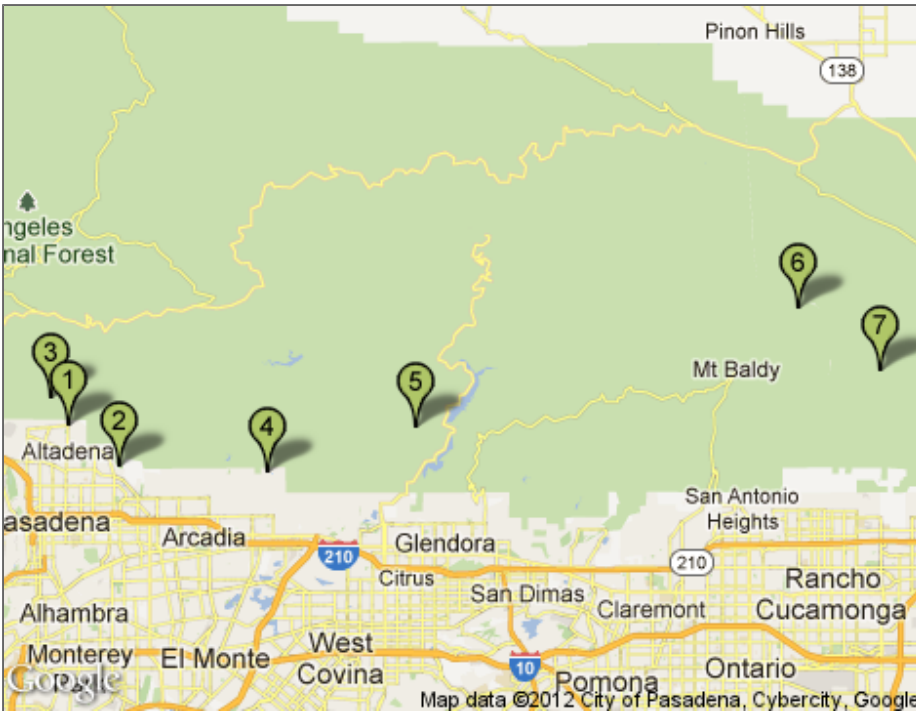 Pinon Hills
138
ngeles
nal Forest
6
7
3
1
5
Mt Baldy
2
4
Altadena
San Antonio
Heights
asadena
Arcadia
Glendora
210
210
Citrus
Rancho
Cucamonga
San Dimas
Claremont
Alhambra
West
Covina
Monterey
Park
El Monte
10
Pomona
Ontario
Google
Map data ©2012 City of Pasadena, Cybercity, Google